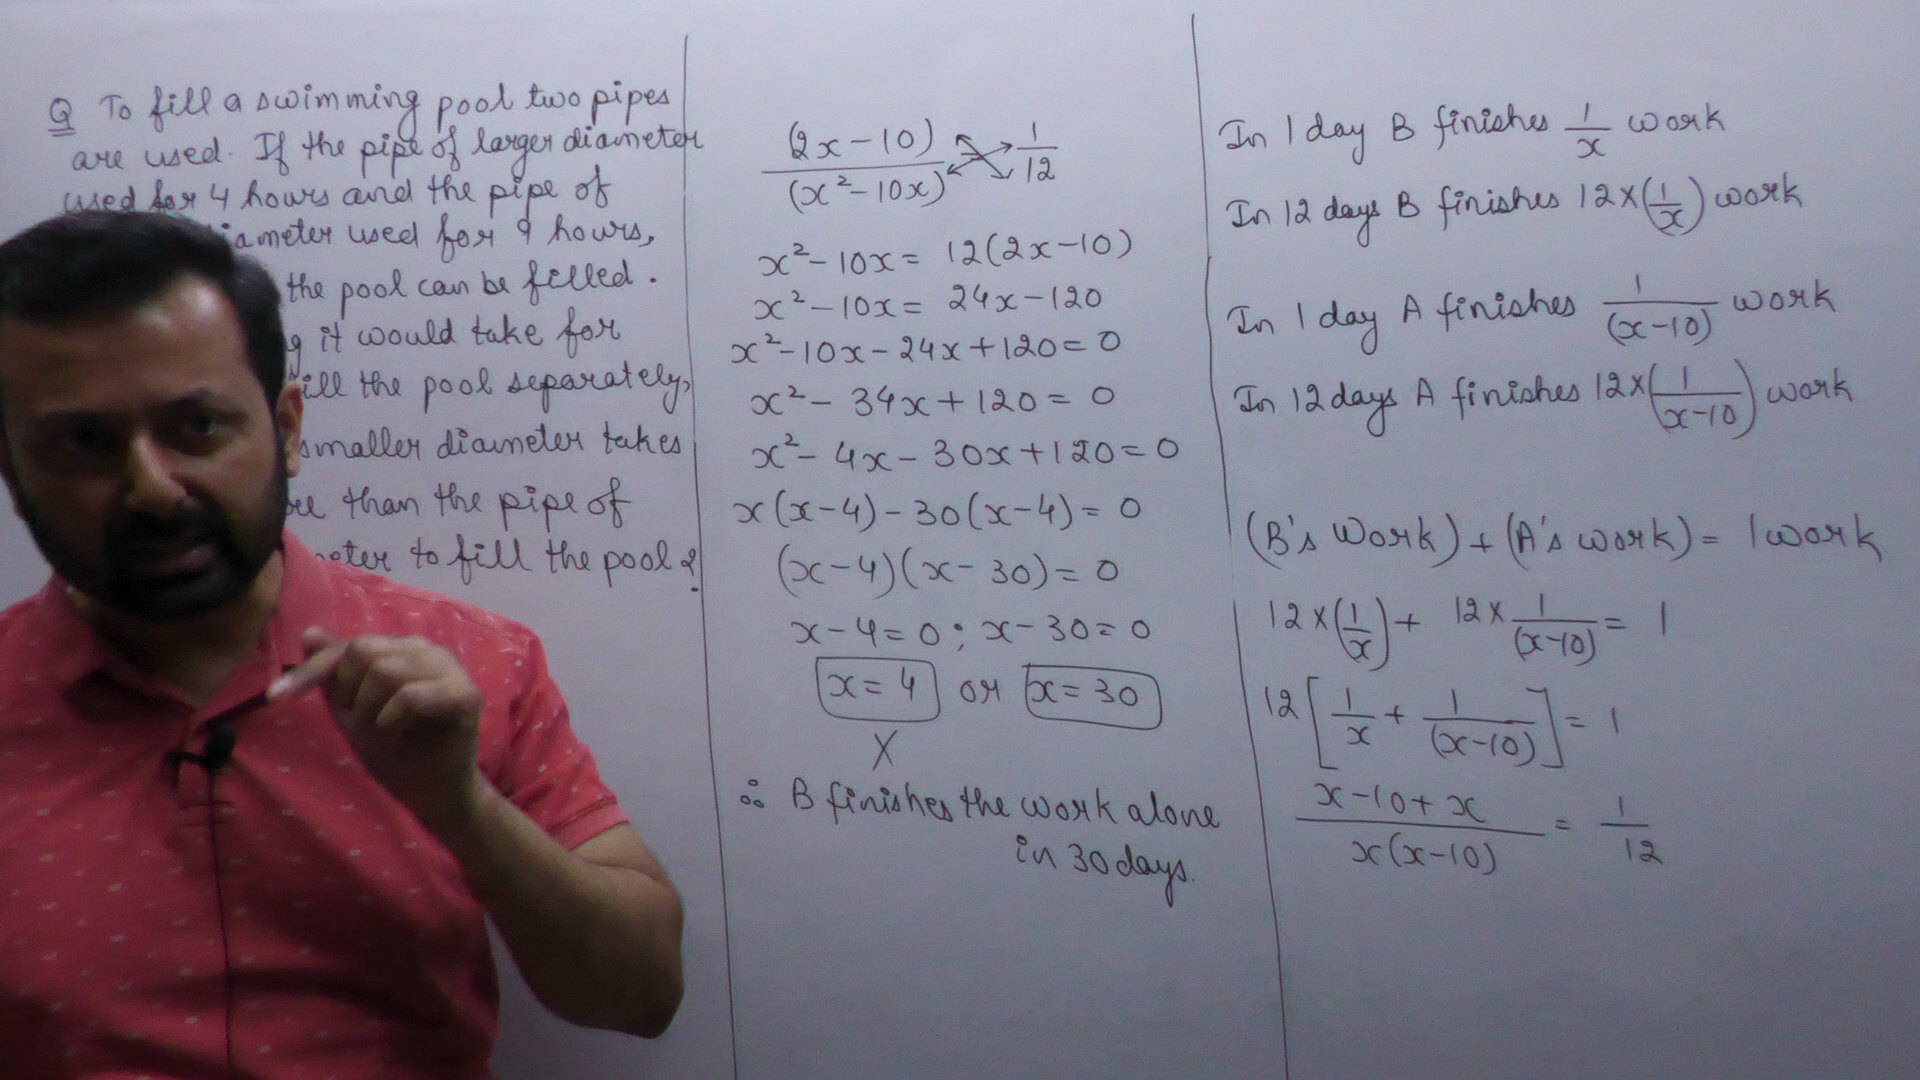 Q To fill a swimming pool two pipes
are used. If the pipe of larger diameter
used for 4 hours and the pipe of
diameter used for 9 hours,
the pool can be filled.
it would take for
the pool separately,
smaller diameter takes
than the pipe of
to fill the pool?
(2x-10) 1
(x²-10x) 12
x²-10x = 12(2x-10)
x²-10x = 24x-120
x²-10x-24x+120=0
x²-34x+120=0
x²-4x-30x+120=0
x(x-4)-30(x-4)=0
(x-4)(x-30)=0
x-4=0; x-30=0
x=4 or x=30
X
∴ B finishes the work alone
in 30 days.
In 1 day B finishes 1/x work
In 12 days B finishes 12×(1/x) work
In 1 day A finishes 1/(x-10) work
In 12 days A finishes 12×(1/x-10) work
(B's Work)+(A's work)= 1 work
12×(1/x)+ 12×1/(x-10)= 1
12[1/x + 1/(x-10)]= 1
x-10+x/x(x-10) = 1/12